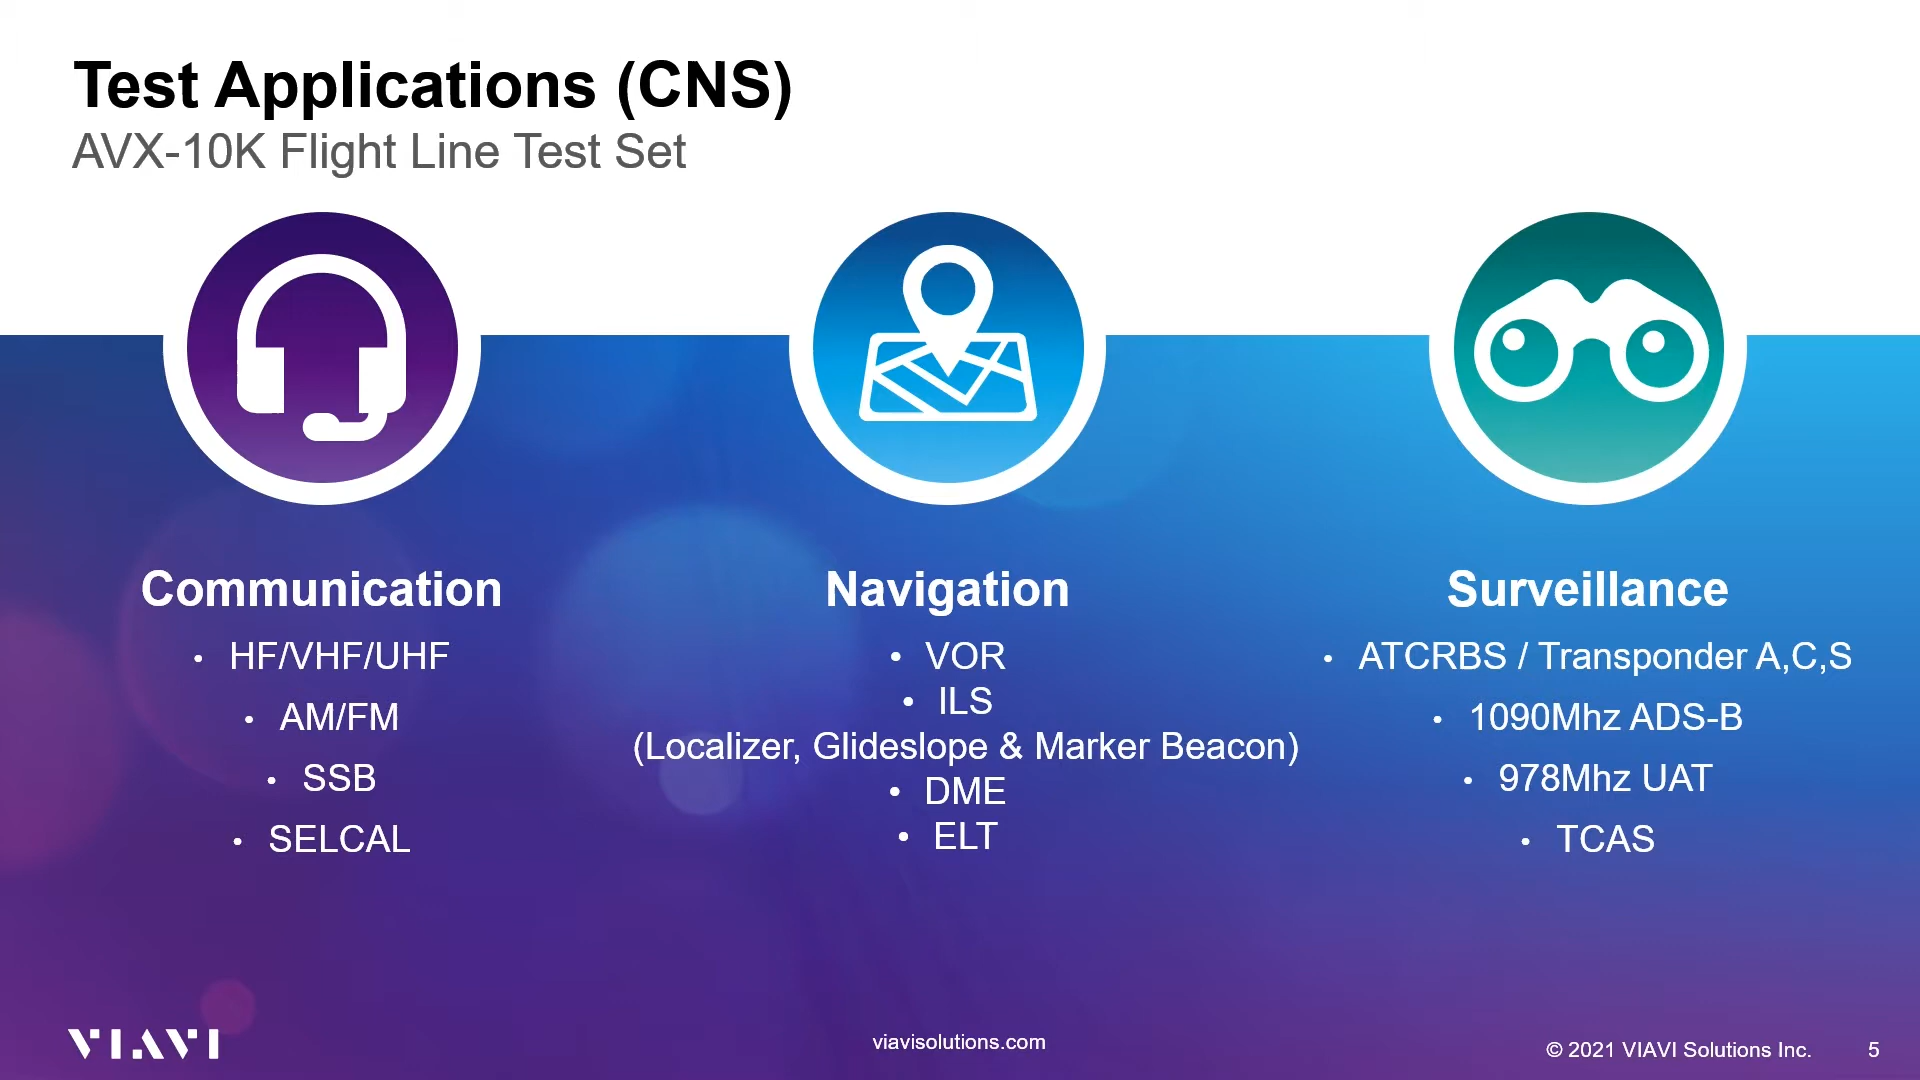 Test Applications (CNS)
AVX-10K Flight Line Test Set
Communication
• HF/VHF/UHF
• AM/FM
• SSB
• SELCAL
Navigation
• VOR
• ILS
(Localizer, Glideslope & Marker Beacon)
• DME
• ELT
Surveillance
• ATCRBS / Transponder A,C,S
• 1090Mhz ADS-B
• 978Mhz UAT
• TCAS
VIAVI
viavisolutions.com
© 2021 VIAVI Solutions Inc.
5